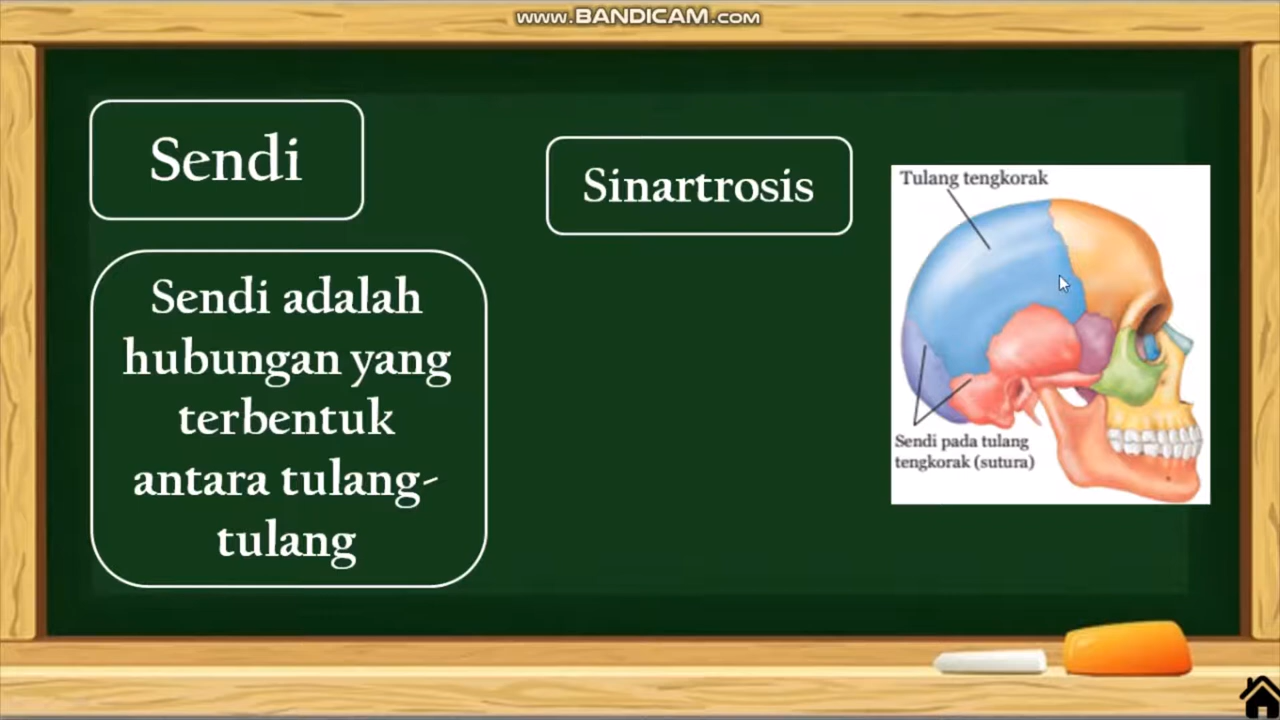 www.BANDICAM.com
Sendi
Sinartrosis
Tulang tengkorak
Sendi adalah
hubungan yang
terbentuk
antara tulang-
tulang
Sendi pada tulang
tengkorak (sutura)